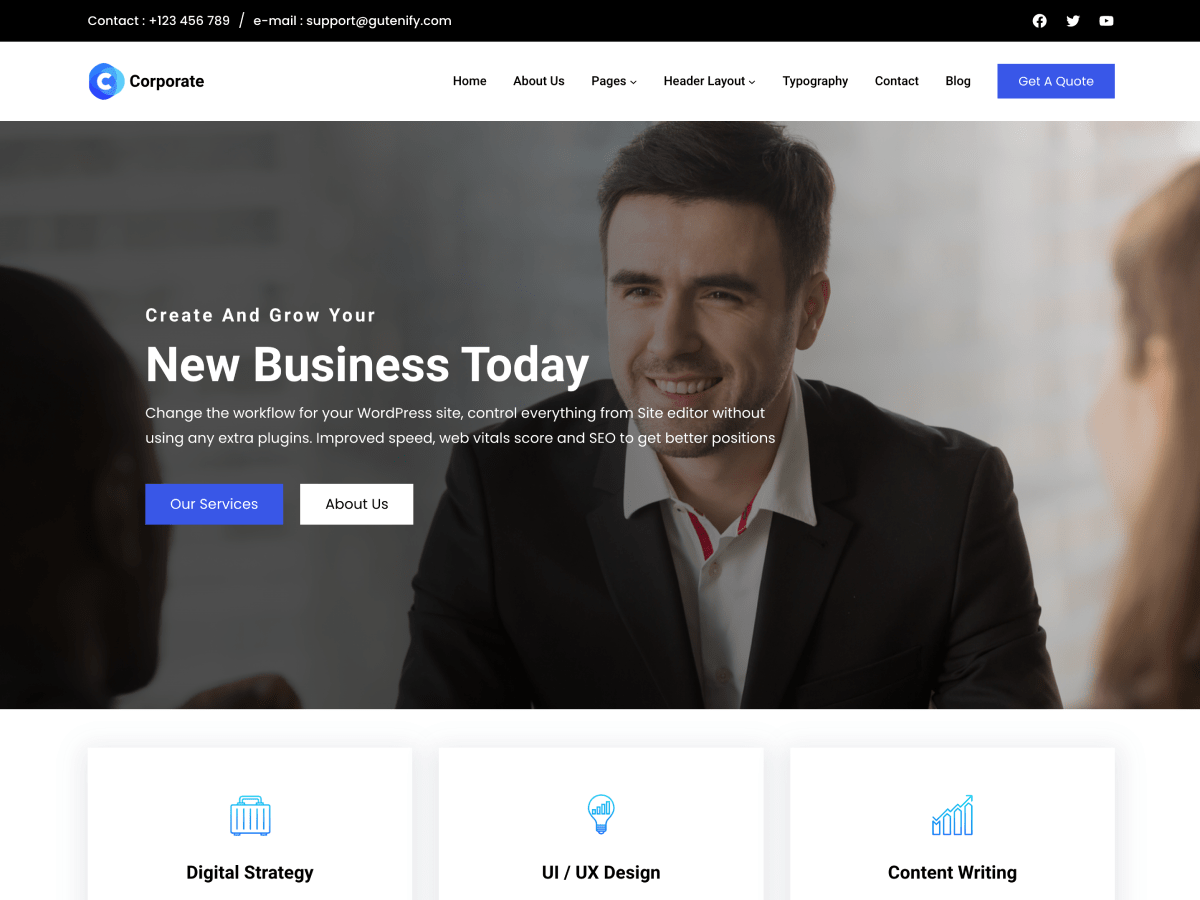 Contact : +123 456 789 / e-mail : support@gutenify.com
Corporate
Home About Us Pages Header Layout Typography Contact Blog Get A Quote
Create And Grow Your
New Business Today
Change the workflow for your WordPress site, control everything from Site editor without
using any extra plugins. Improved speed, web vitals score and SEO to get better positions
Our Services About Us
Digital Strategy UI / UX Design Content Writing